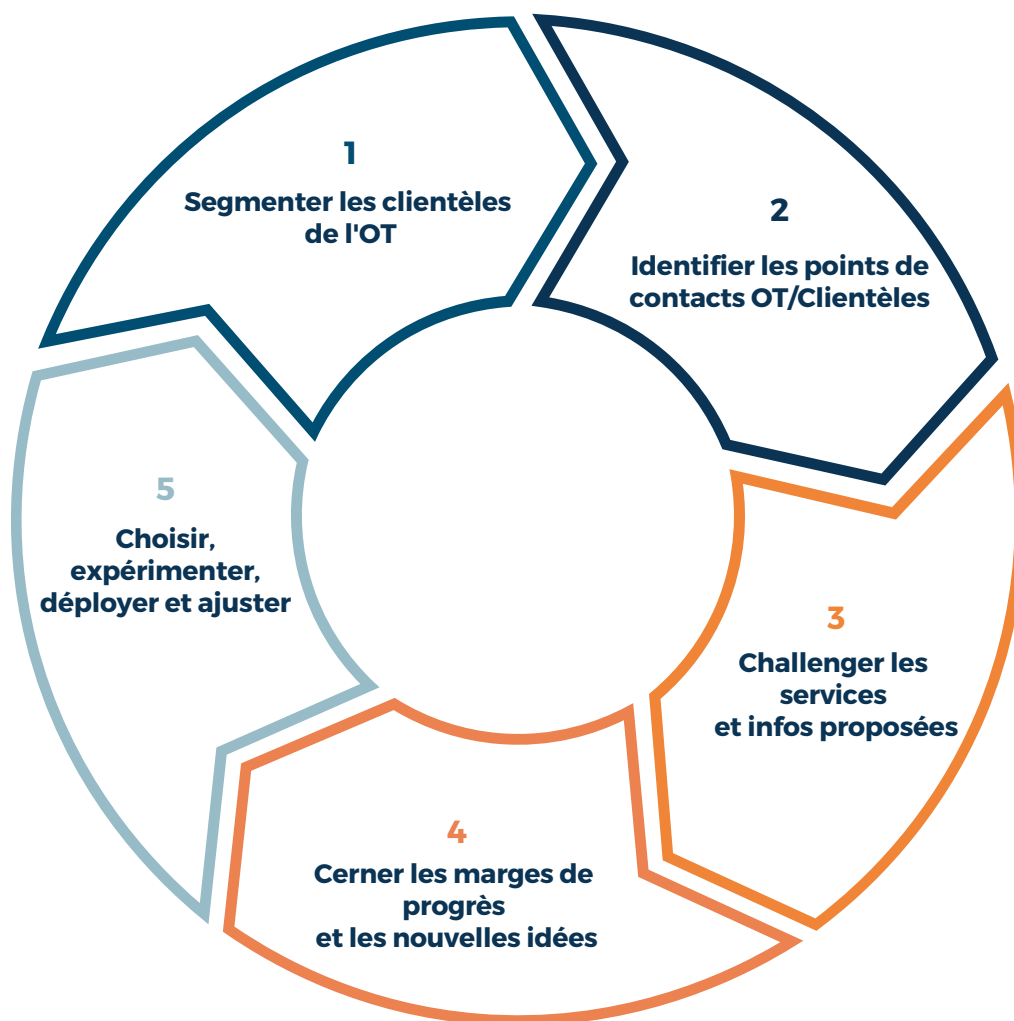 1
Segmenter les clientèles
de l'OT
2
Identifier les points de
contacts OT/Clientèles
3
Challenger les
services
et infos proposées
4
Cerner les marges de
progrès
et les nouvelles idées
5
Choisir,
expérimenter,
déployer et ajuster